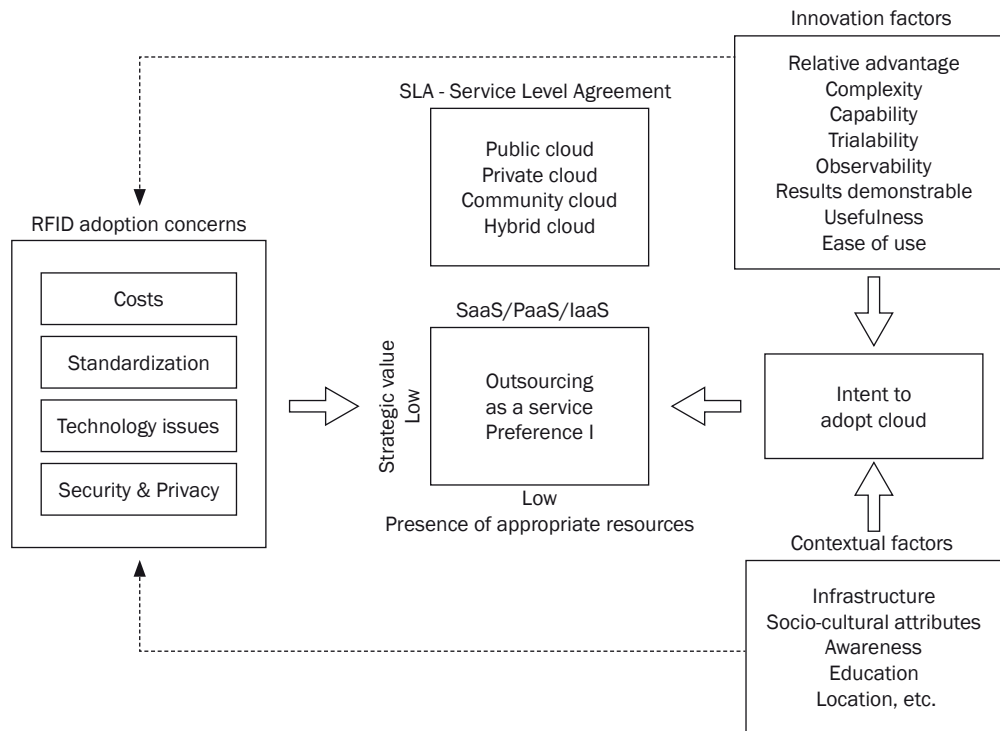 Innovation factors
Relative advantage
Complexity
Capability
Trialability
Observability
Results demonstrable
Usefulness
Ease of use
SLA - Service Level Agreement
Public cloud
Private cloud
Community cloud
Hybrid cloud
RFID adoption concerns
Costs
Standardization
Technology issues
Security & Privacy
SaaS/PaaS/IaaS
Strategic value
Low
Outsourcing
as a service
Preference I
Low
Presence of appropriate resources
Intent to
adopt cloud
Contextual factors
Infrastructure
Socio-cultural attributes
Awareness
Education
Location, etc.